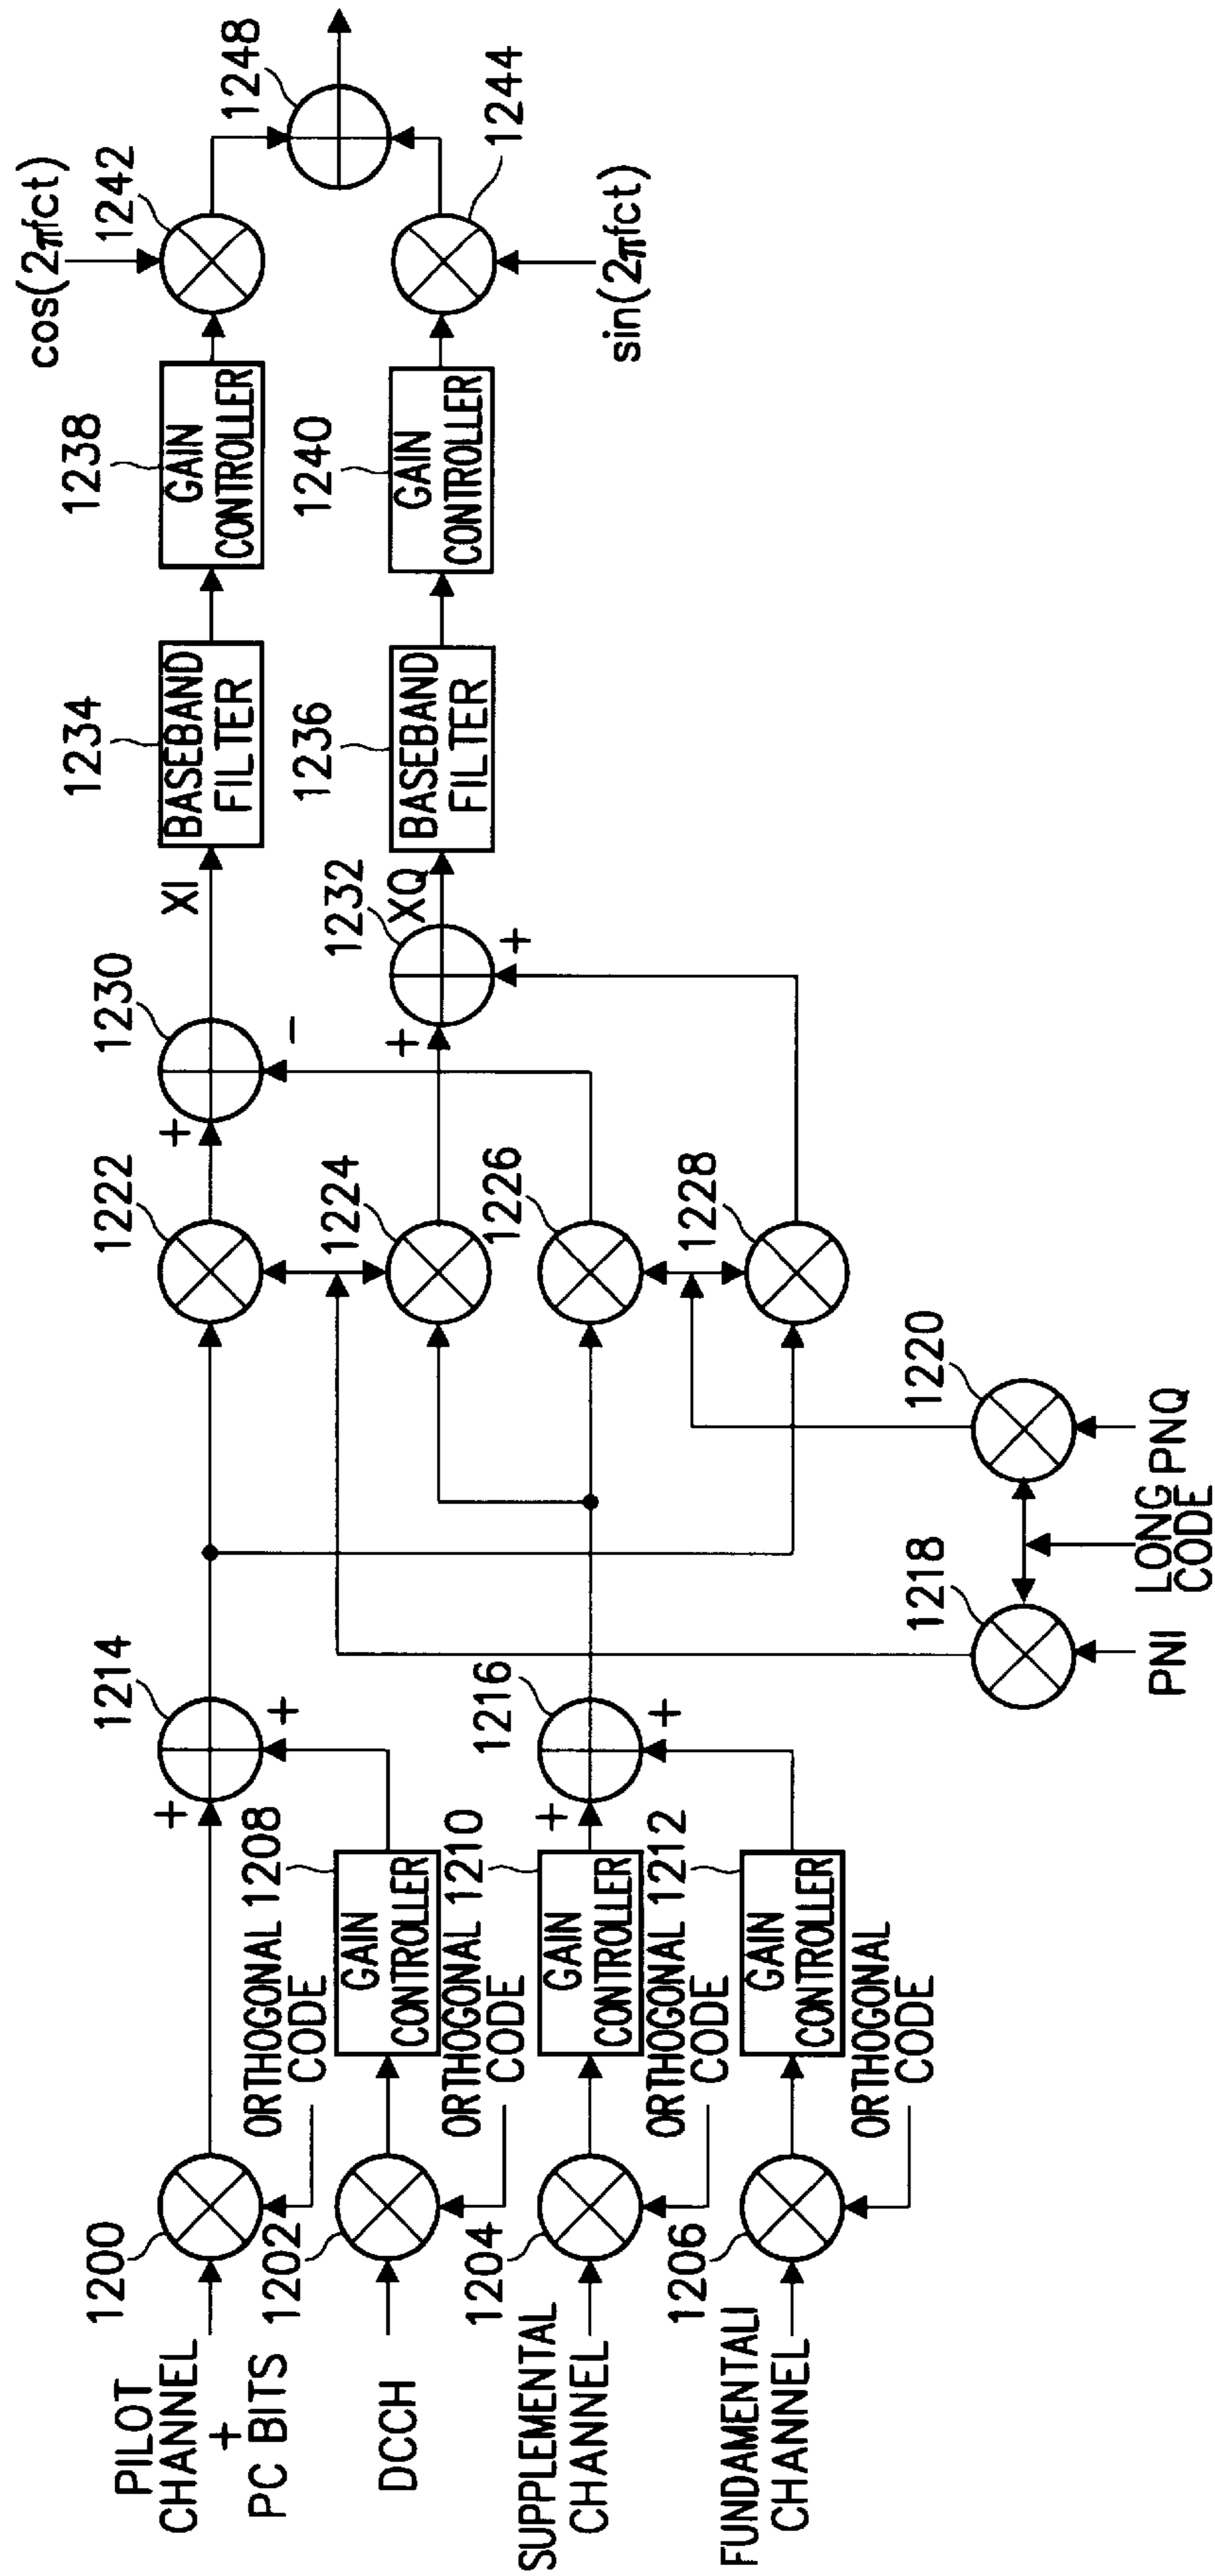 PILOT
CHANNEL
+
PC BITS
1200
ORTHOGONAL
CODE
DCCH
1202
1208
GAIN
CONTROLLER
ORTHOGONAL
CODE
SUPPLEMENTAL
CHANNEL
1204
1210
GAIN
CONTROLLER
ORTHOGONAL
CODE
FUNDAMENTALI
CHANNEL
1206
1212
GAIN
CONTROLLER
ORTHOGONAL
CODE
1214
+
+
1216
+
+
1218
PNI
LONG
CODE
1220
PNQ
1222
1224
1226
1228
1230
+
-
1232
+
+
XI
XQ
1234
BASEBAND
FILTER
1236
BASEBAND
FILTER
1238
GAIN
CONTROLLER
1240
GAIN
CONTROLLER
cos(2πfct)
1242
1244
sin(2πfct)
1248